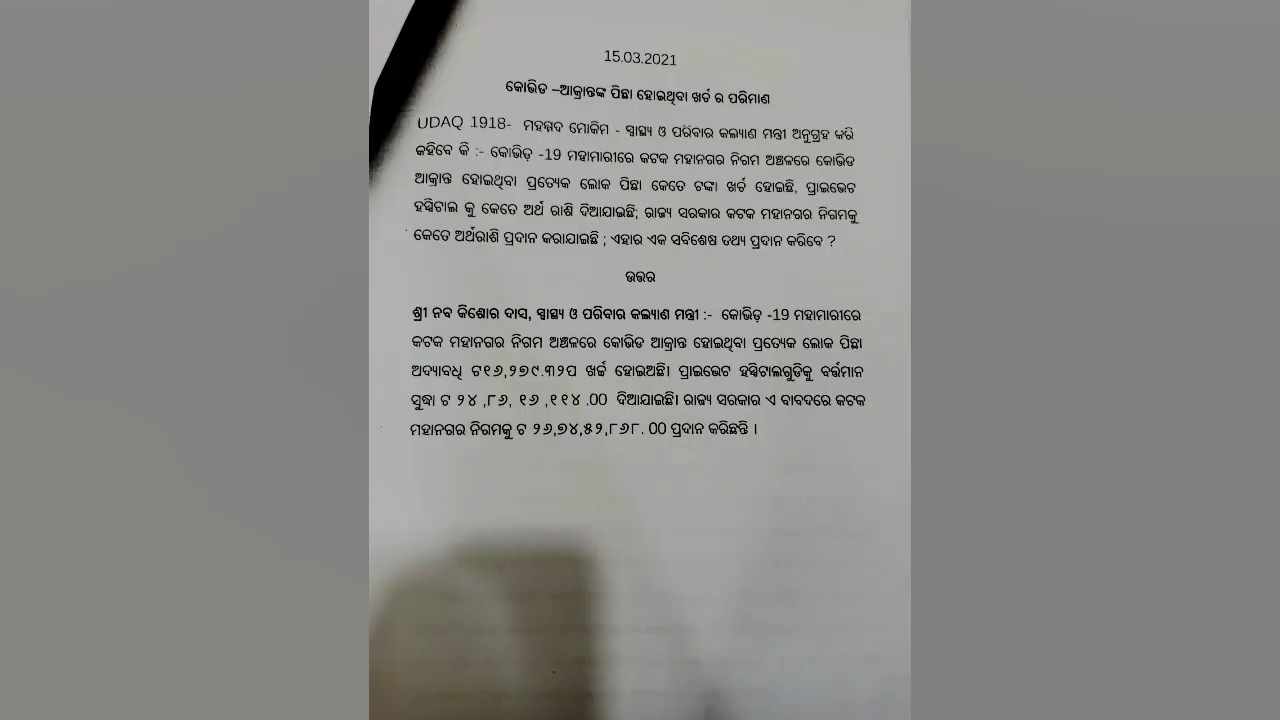 15.03.2021
କୋଭିଡ –ଆକ୍ରାନ୍ତଙ୍କ ପିଛା ହୋଇଥିବା ଖର୍ଚ ର ପରିମାଣ
UDAQ 1918- ମହମ୍ମଦ ମୋକିମ - ସ୍ୱାସ୍ଥ୍ୟ ଓ ପରିବାର କଲ୍ୟାଣ ମନ୍ତ୍ରୀ ଅନୁଗ୍ରହ କରି
କହିବେ କି :- କୋଭିଡ୍ -19 ମହାମାରୀରେ କଟକ ମହାନଗର ନିଗମ ଅଞ୍ଚଳରେ କୋଭିଡ
ଆକ୍ରାନ୍ତ ହୋଇଥିବା ପ୍ରତ୍ୟେକ ଲୋକ ପିଛା କେତେ ଟଙ୍କା ଖର୍ଚ ହୋଇଛି, ପ୍ରାଇଭେଟ
ହସ୍ପିଟାଲ କୁ କେତେ ଅର୍ଥ ରାଶି ଦିଆଯାଇଛି; ରାଜ୍ୟ ସରକାର କଟକ ମହାନଗର ନିଗମକୁ
କେତେ ଅର୍ଥରାଶି ପ୍ରଦାନ କରାଯାଇଛି ; ଏହାର ଏକ ସବିଶେଷ ତଥ୍ୟ ପ୍ରଦାନ କରିବେ ?
ଉତ୍ତର
ଶ୍ରୀ ନବ କିଶୋର ଦାସ, ସ୍ୱାସ୍ଥ୍ୟ ଓ ପରିବାର କଲ୍ୟାଣ ମନ୍ତ୍ରୀ :- କୋଭିଡ୍ -19 ମହାମାରୀରେ
କଟକ ମହାନଗର ନିଗମ ଅଞ୍ଚଳରେ କୋଭିଡ ଆକ୍ରାନ୍ତ ହୋଇଥିବା ପ୍ରତ୍ୟେକ ଲୋକ ପିଛା
ଅଦ୍ୟାବଧି ଟ୧୬,୨୭୯.୩୨ପ ଖର୍ଚ୍ଚ ହୋଇଅଛି। ପ୍ରାଇଭେଟ ହସ୍ପିଟାଲଗୁଡିକୁ ବର୍ତ୍ତମାନ
ସୁଦ୍ଧା ଟ ୨୪ ,୮୬, ୧୬ ,୧୧୪ .00 ଦିଆଯାଇଛି। ରାଜ୍ୟ ସରକାର ଏ ବାବଦରେ କଟକ
ମହାନଗର ନିଗମକୁ ଟ ୨୬,୭୪,୫୨,୮୬୮. 00 ପ୍ରଦାନ କରିଛନ୍ତି ।